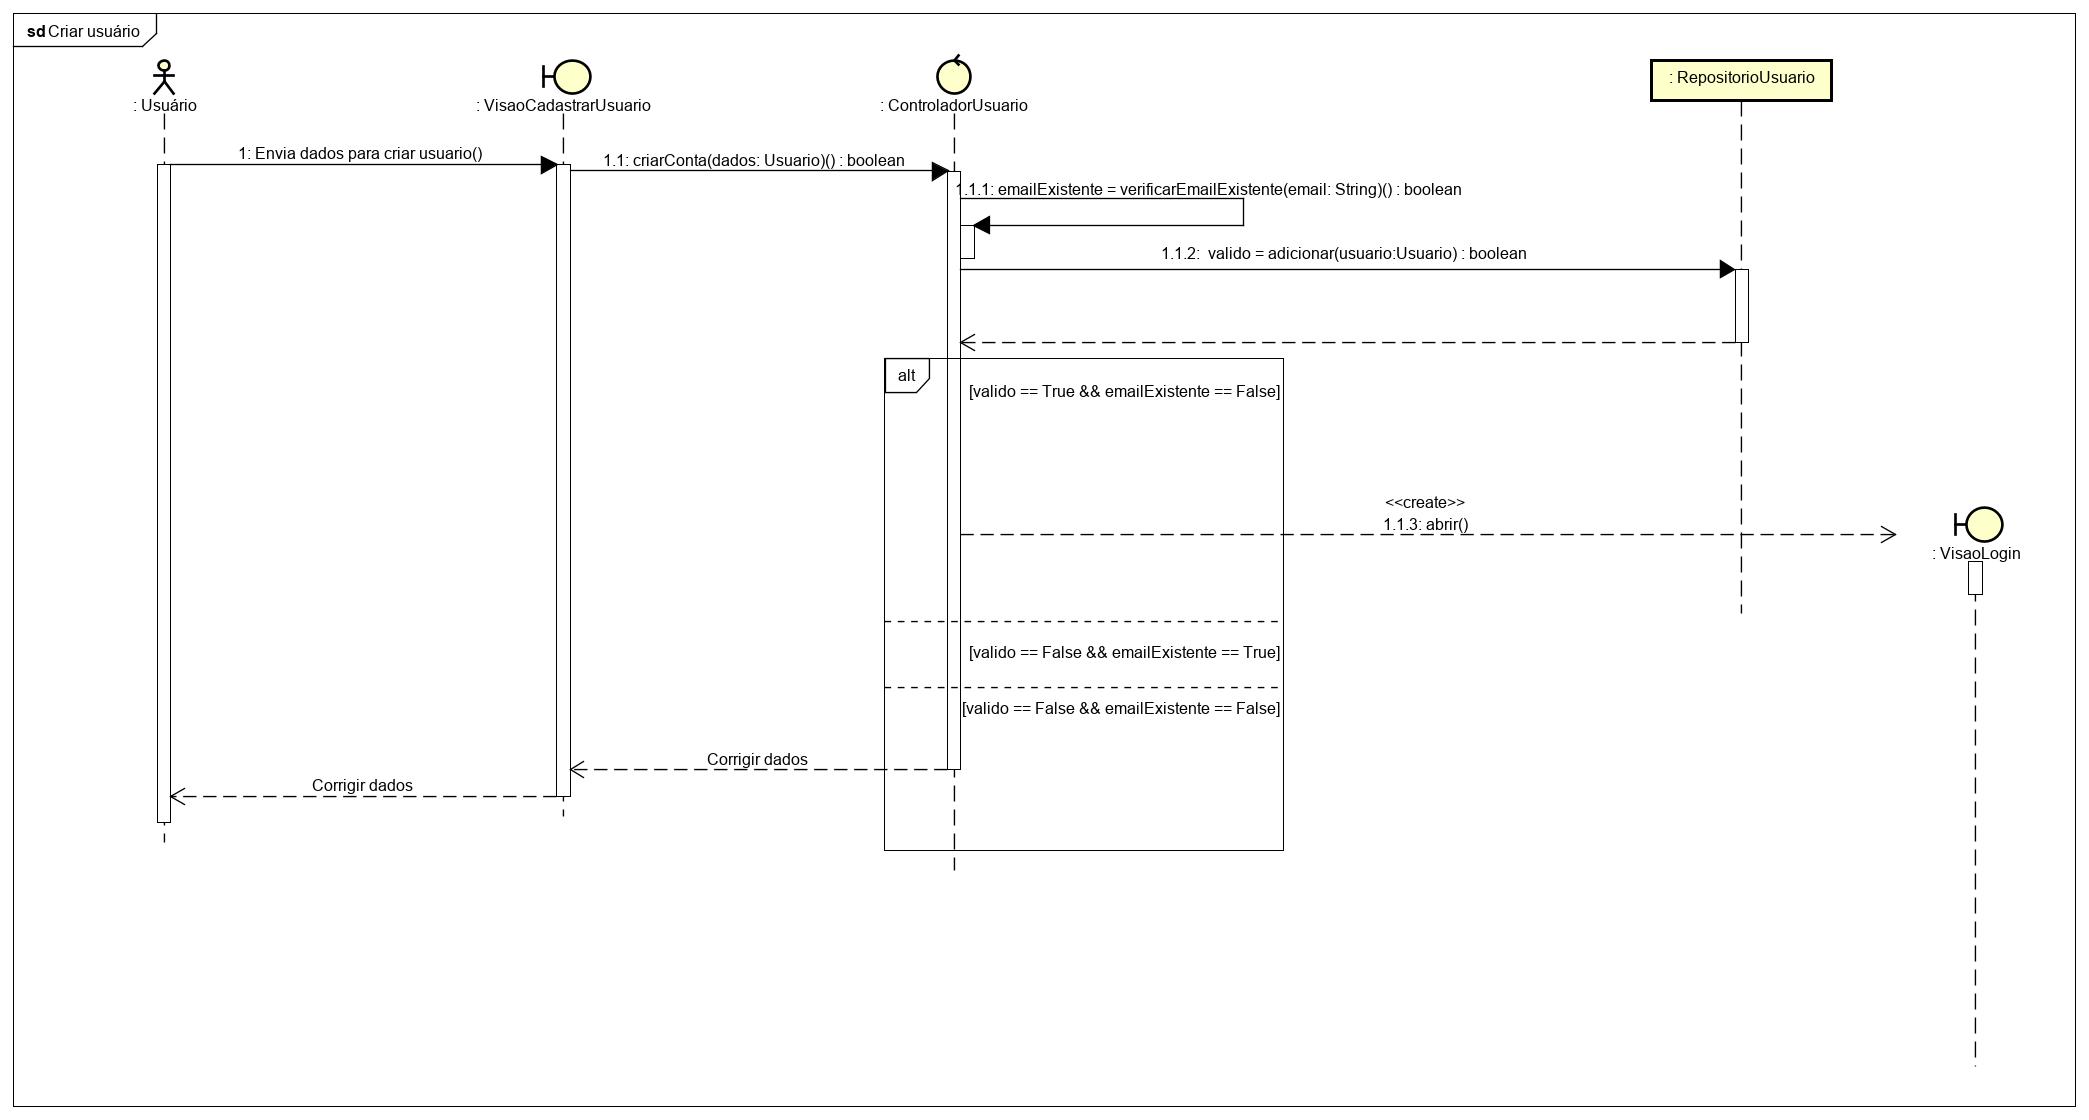 sd Criar usuário
: Usuário
: VisaoCadastrarUsuario
: ControladorUsuario
: RepositorioUsuario
1: Envia dados para criar usuario()
1.1: criarConta(dados: Usuario)() : boolean
1.1.1: emailExistente = verificarEmailExistente(email: String)() : boolean
1.1.2:  valido = adicionar(usuario:Usuario) : boolean
alt
[valido == True && emailExistente == False]
<<create>>
1.1.3: abrir()
: VisaoLogin
[valido == False && emailExistente == True]
[valido == False && emailExistente == False]
Corrigir dados
Corrigir dados